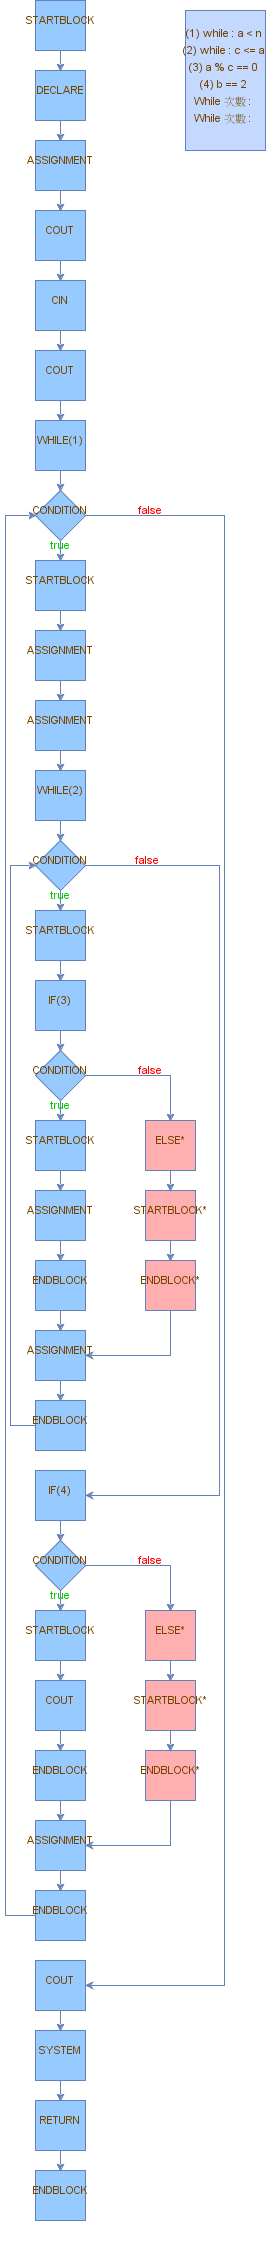 STARTBLOCK
(1) while : a < n
(2) while : c <= a
(3) a % c == 0
(4) b == 2
While 次數 :
While 次數 :
DECLARE
ASSIGNMENT
COUT
CIN
COUT
WHILE(1)
CONDITION
false
true
STARTBLOCK
ASSIGNMENT
ASSIGNMENT
WHILE(2)
CONDITION
false
true
STARTBLOCK
IF(3)
CONDITION
false
true
STARTBLOCK
ELSE*
ASSIGNMENT
STARTBLOCK*
ENDBLOCK
ENDBLOCK*
ASSIGNMENT
ENDBLOCK
IF(4)
CONDITION
false
true
STARTBLOCK
ELSE*
COUT
STARTBLOCK*
ENDBLOCK
ENDBLOCK*
ASSIGNMENT
ENDBLOCK
COUT
SYSTEM
RETURN
ENDBLOCK